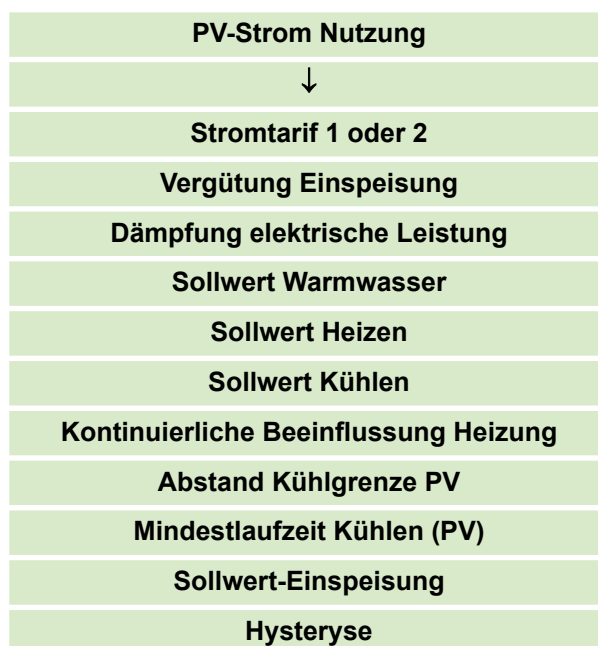 PV-Strom Nutzung
↓
Stromtarif 1 oder 2
Vergütung Einspeisung
Dämpfung elektrische Leistung
Sollwert Warmwasser
Sollwert Heizen
Sollwert Kühlen
Kontinuierliche Beeinflussung Heizung
Abstand Kühlgrenze PV
Mindestlaufzeit Kühlen (PV)
Sollwert-Einspeisung
Hysteryse